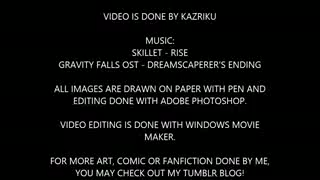 VIDEO IS DONE BY KAZRIKU
MUSIC:
SKILLET - RISE
GRAVITY FALLS OST - DREAMSCAPERER'S ENDING
ALL IMAGES ARE DRAWN ON PAPER WITH PEN AND
EDITING DONE WITH ADOBE PHOTOSHOP.
VIDEO EDITING IS DONE WITH WINDOWS MOVIE
MAKER.
FOR MORE ART, COMIC OR FANFICTION DONE BY ME,
YOU MAY CHECK OUT MY TUMBLR BLOG!